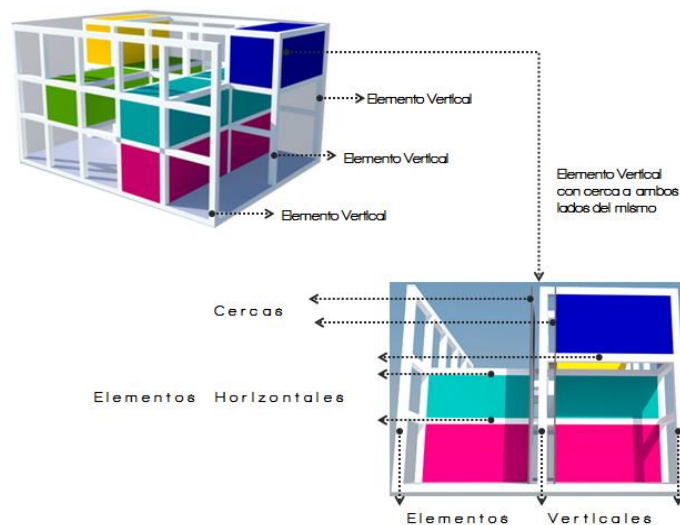 Elemento Vertical
Elemento Vertical
Elemento Vertical
Elemento Vertical
con cerca a ambos
lados del mismo
Cercas
Elementos Horizontales
Elementos Verticales